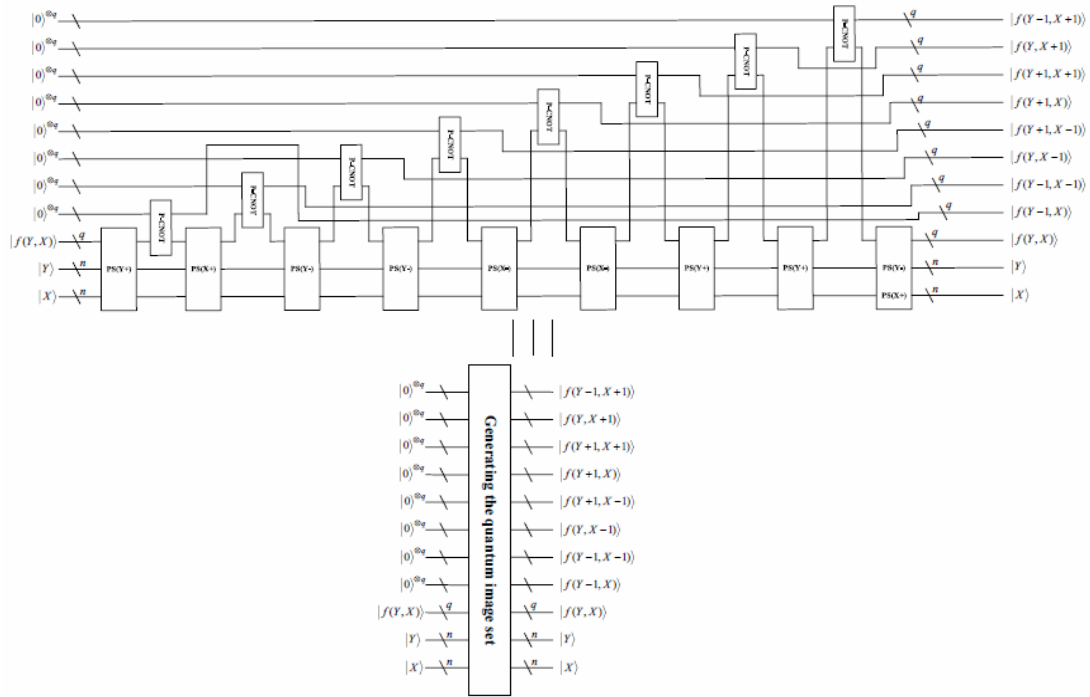 |0⟩^⊗q P-CNOT q |f(Y−1, X+1)⟩
|0⟩^⊗q P-CNOT q |f(Y, X+1)⟩
|0⟩^⊗q P-CNOT q |f(Y+1, X+1)⟩
|0⟩^⊗q P-CNOT q |f(Y+1, X)⟩
|0⟩^⊗q P-CNOT q |f(Y+1, X−1)⟩
|0⟩^⊗q P-CNOT q |f(Y, X−1)⟩
|0⟩^⊗q P-CNOT q |f(Y−1, X−1)⟩
|0⟩^⊗q P-CNOT q |f(Y−1, X)⟩
|f(Y, X)⟩ q q |f(Y, X)⟩
|Y⟩ n PS(Y+) PS(X+) PS(Y-) PS(Y-) PS(X-) PS(X-) PS(Y+) PS(Y+) PS(Y-) n |Y⟩
|X⟩ n PS(X+) n |X⟩
|0⟩^⊗q |f(Y−1, X+1)⟩
|0⟩^⊗q |f(Y, X+1)⟩
|0⟩^⊗q |f(Y+1, X+1)⟩
|0⟩^⊗q |f(Y+1, X)⟩
|0⟩^⊗q |f(Y+1, X−1)⟩
|0⟩^⊗q |f(Y, X−1)⟩
|0⟩^⊗q |f(Y−1, X−1)⟩
|0⟩^⊗q |f(Y−1, X)⟩
|f(Y, X)⟩ q q |f(Y, X)⟩
|Y⟩ n n |Y⟩
|X⟩ n n |X⟩
Generating the quantum image set